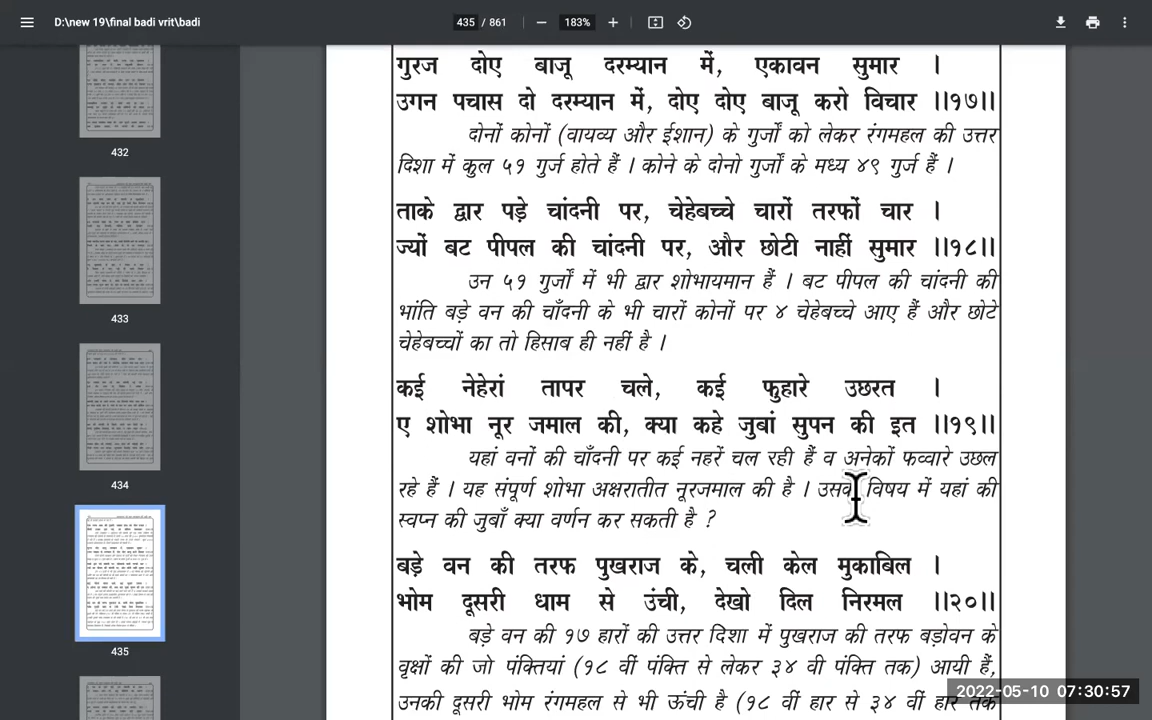 D:\new 19\final badi vrit\badi
435 / 861
183%
432
433
434
435
गुरज दोए बाजू दरम्यान में, एकावन सुमार ।
उगन पचास दो दरम्यान में, दोए दोए बाजू करो विचार ।।१७।।
दोनों कोनों (वायव्य और ईशान) के गुर्जो को लेकर रंगमहल की उत्तर
दिशा में कुल ५१ गुर्ज होते हैं । कोने के दोनो गुर्जों के मध्य ४९ गुर्ज हैं ।
ताके द्वार पड़े चांदनी पर, चेहेबच्चे चारों तरफों चार ।
ज्यों बट पीपल की चांदनी पर, और छोटी नाहीं सुमार ।।१८।।
उन ५१ गुर्जों में भी द्वार शोभायमान हैं । बट पीपल की चांदनी की
भांति बड़े वन की चाँदनी के भी चारों कोनों पर ४ चेहेबच्चे आए हैं और छोटे
चेहेबच्चों का तो हिसाब ही नहीं है ।
कई नेहेरां तापर चले, कई फुहारे उछरत ।
ए शोभा नूर जमाल की, क्या कहे जुबां सुपन की इत ।।१९।।
यहां वनों की चाँदनी पर कई नहरें चल रही हैं व अनेकों फव्वारे उछल
रहे हैं । यह संपूर्ण शोभा अक्षरातीत नूरजमाल की है । विषय में यहां की
स्वप्न की जुबाँ क्या वर्णन कर सकती है ?
बड़े वन की तरफ पुखराज के, चली केल मुकाबिल ।
भोम दूसरी धाम से उंची, देखो दिल निरमल ।।२०।।
बड़े वन की १७ हारों की उत्तर दिशा में पुखराज की तरफ बड़ोवन के
वृक्षों की जो पंक्तियां (१८ वीं पंक्ति से लेकर ३४ वी पंक्ति तक) आयी हैं,
उनकी दूसरी भोम रंगमहल से भी ऊंची है (१८ वीं हार से ३४ वीं हार तक
2022-05-10 07:30:57